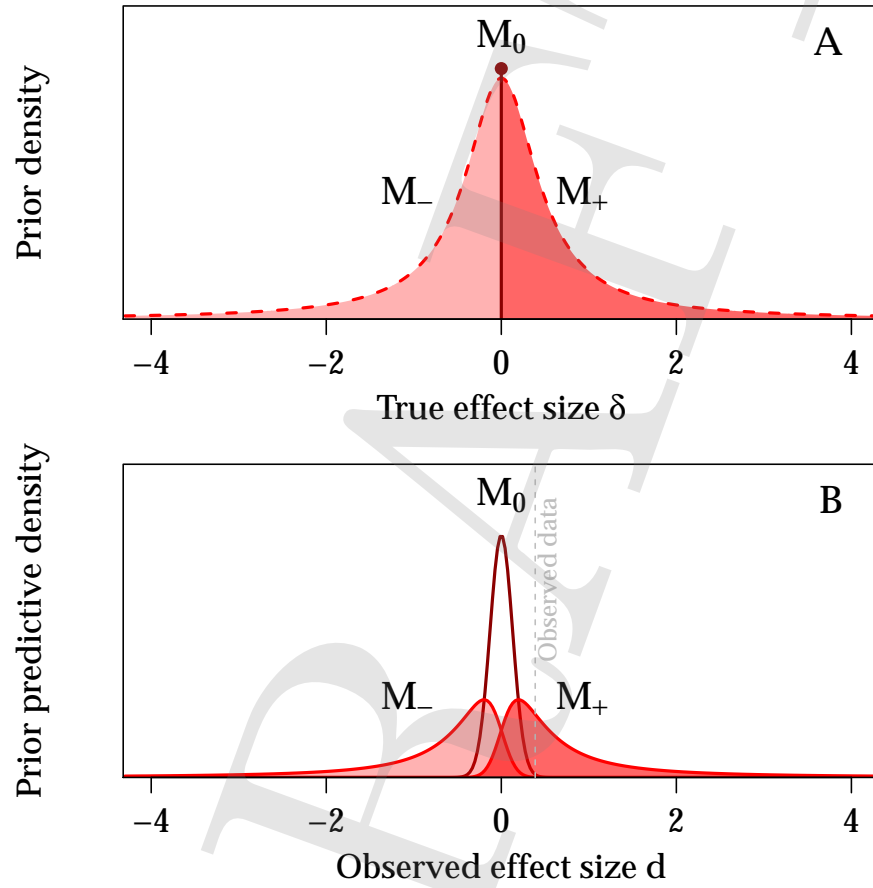 A
M₀
M₋
M₊
Prior density
−4 −2 0 2 4
True effect size δ
B
M₀
Observed data
M₋
M₊
Prior predictive density
−4 −2 0 2 4
Observed effect size d